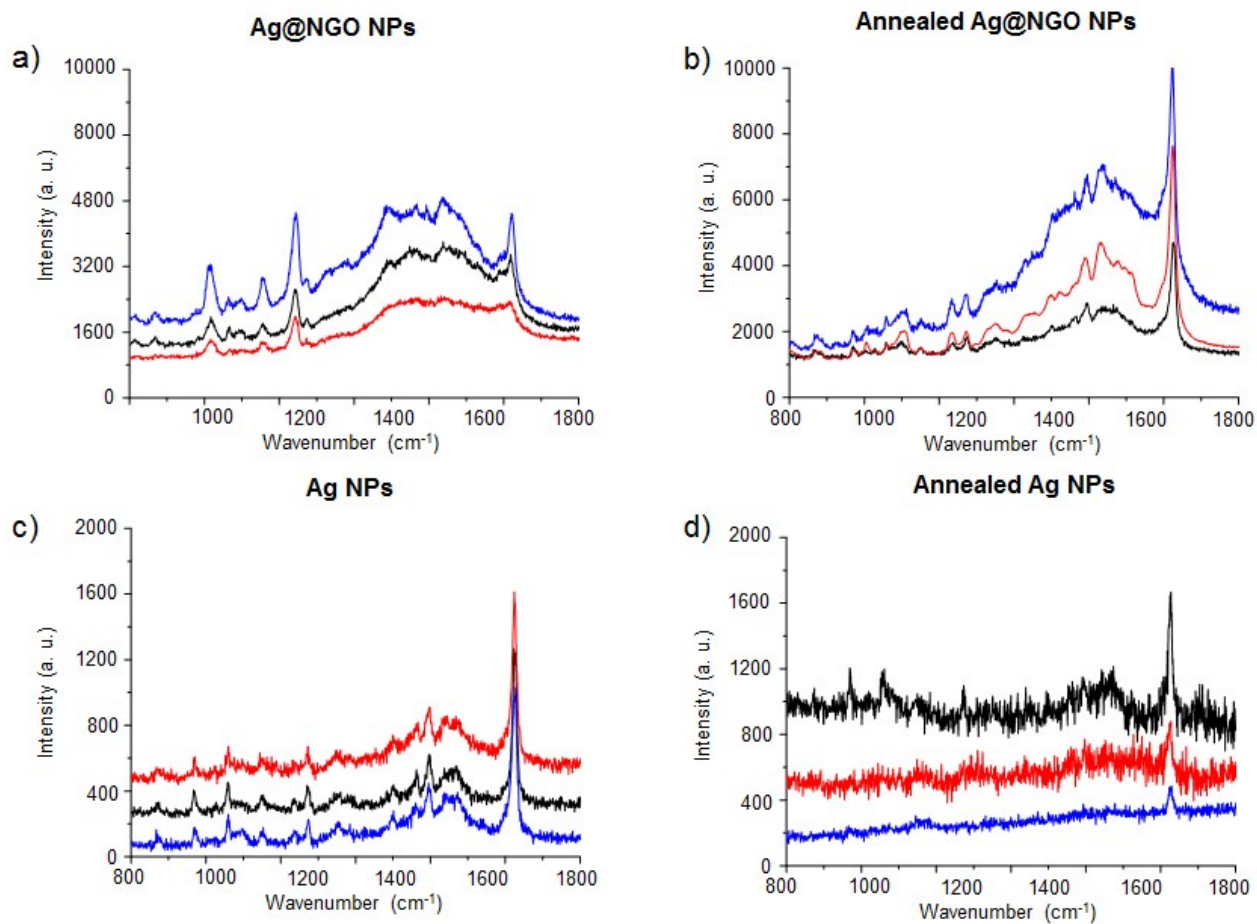 Ag@NGO NPs
a)
10000
8000
4800
3200
1600
0
Intensity (a. u.)
1000 1200 1400 1600 1800
Wavenumber (cm-1)
Annealed Ag@NGO NPs
b)
10000
8000
6000
4000
2000
0
Intensity (a. u.)
800 1000 1200 1400 1600 1800
Wavenumber (cm-1)
Ag NPs
c)
2000
1600
1200
800
400
0
Intensity (a. u.)
800 1000 1200 1400 1600 1800
Wavenumber (cm-1)
Annealed Ag NPs
d)
2000
1600
1200
800
400
0
Intensity (a. u.)
800 1000 1200 1400 1600 1800
Wavenumber (cm-1)